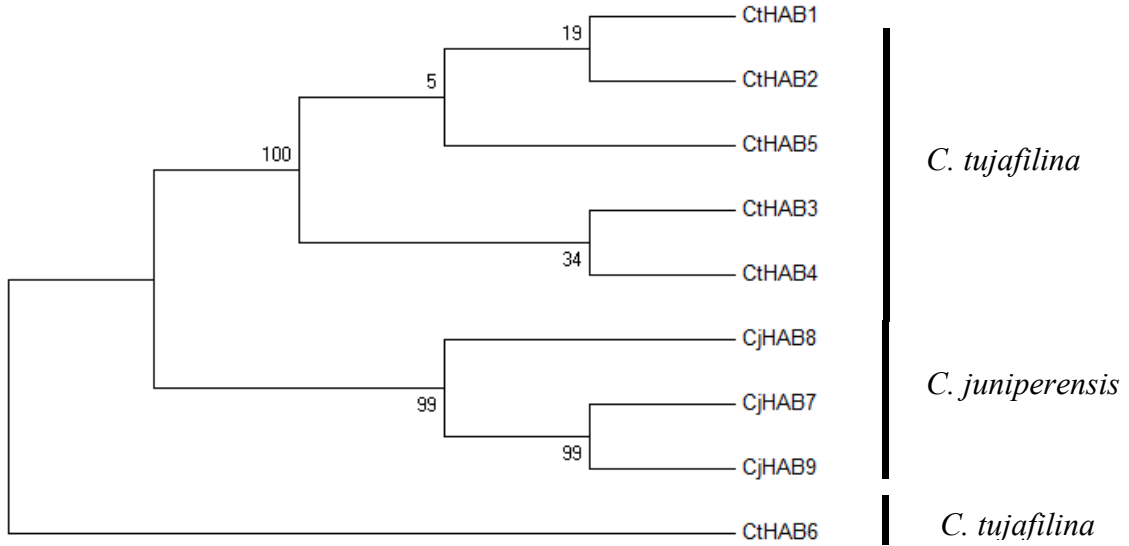 CtHAB1
19
CtHAB2
5
CtHAB5
100
C. tujafilina
CtHAB3
34
CtHAB4
CjHAB8
C. juniperensis
99
CjHAB7
99
CjHAB9
CtHAB6
C. tujafilina